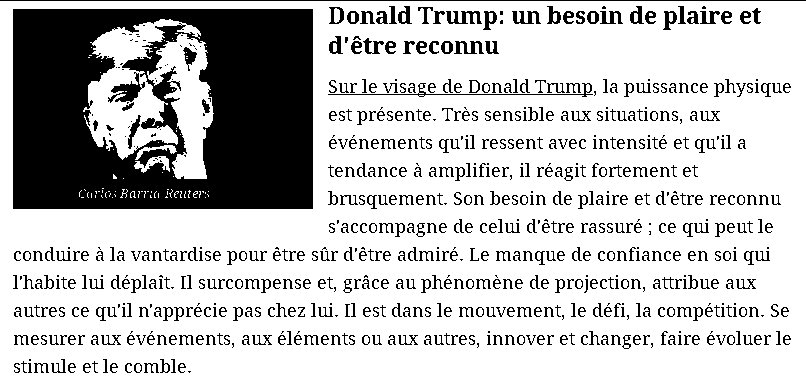 Donald Trump: un besoin de plaire et
d'être reconnu
Sur le visage de Donald Trump, la puissance physique
est présente. Très sensible aux situations, aux
événements qu'il ressent avec intensité et qu'il a
tendance à amplifier, il réagit fortement et
brusquement. Son besoin de plaire et d'être reconnu
s'accompagne de celui d'être rassuré ; ce qui peut le
conduire à la vantardise pour être sûr d'être admiré. Le manque de confiance en soi qui
l'habite lui déplaît. Il surcompense et, grâce au phénomène de projection, attribue aux
autres ce qu'il n'apprécie pas chez lui. Il est dans le mouvement, le défi, la compétition. Se
mesurer aux événements, aux éléments ou aux autres, innover et changer, faire évoluer le
stimule et le comble.
Carlos Barria Reuters